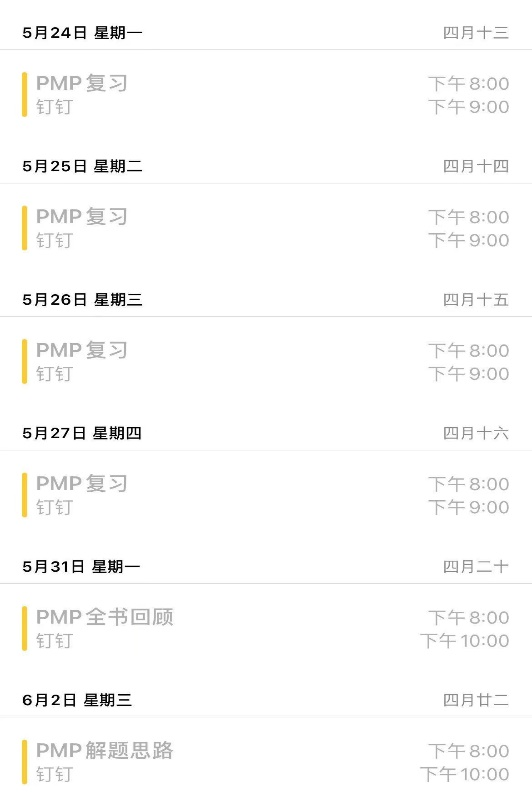 5月24日 星期一 四月十三
PMP复习 下午8:00
钉钉 下午9:00
5月25日 星期二 四月十四
PMP复习 下午8:00
钉钉 下午9:00
5月26日 星期三 四月十五
PMP复习 下午8:00
钉钉 下午9:00
5月27日 星期四 四月十六
PMP复习 下午8:00
钉钉 下午9:00
5月31日 星期一 四月二十
PMP全书回顾 下午8:00
钉钉 下午10:00
6月2日 星期三 四月廿二
PMP解题思路 下午8:00
钉钉 下午10:00